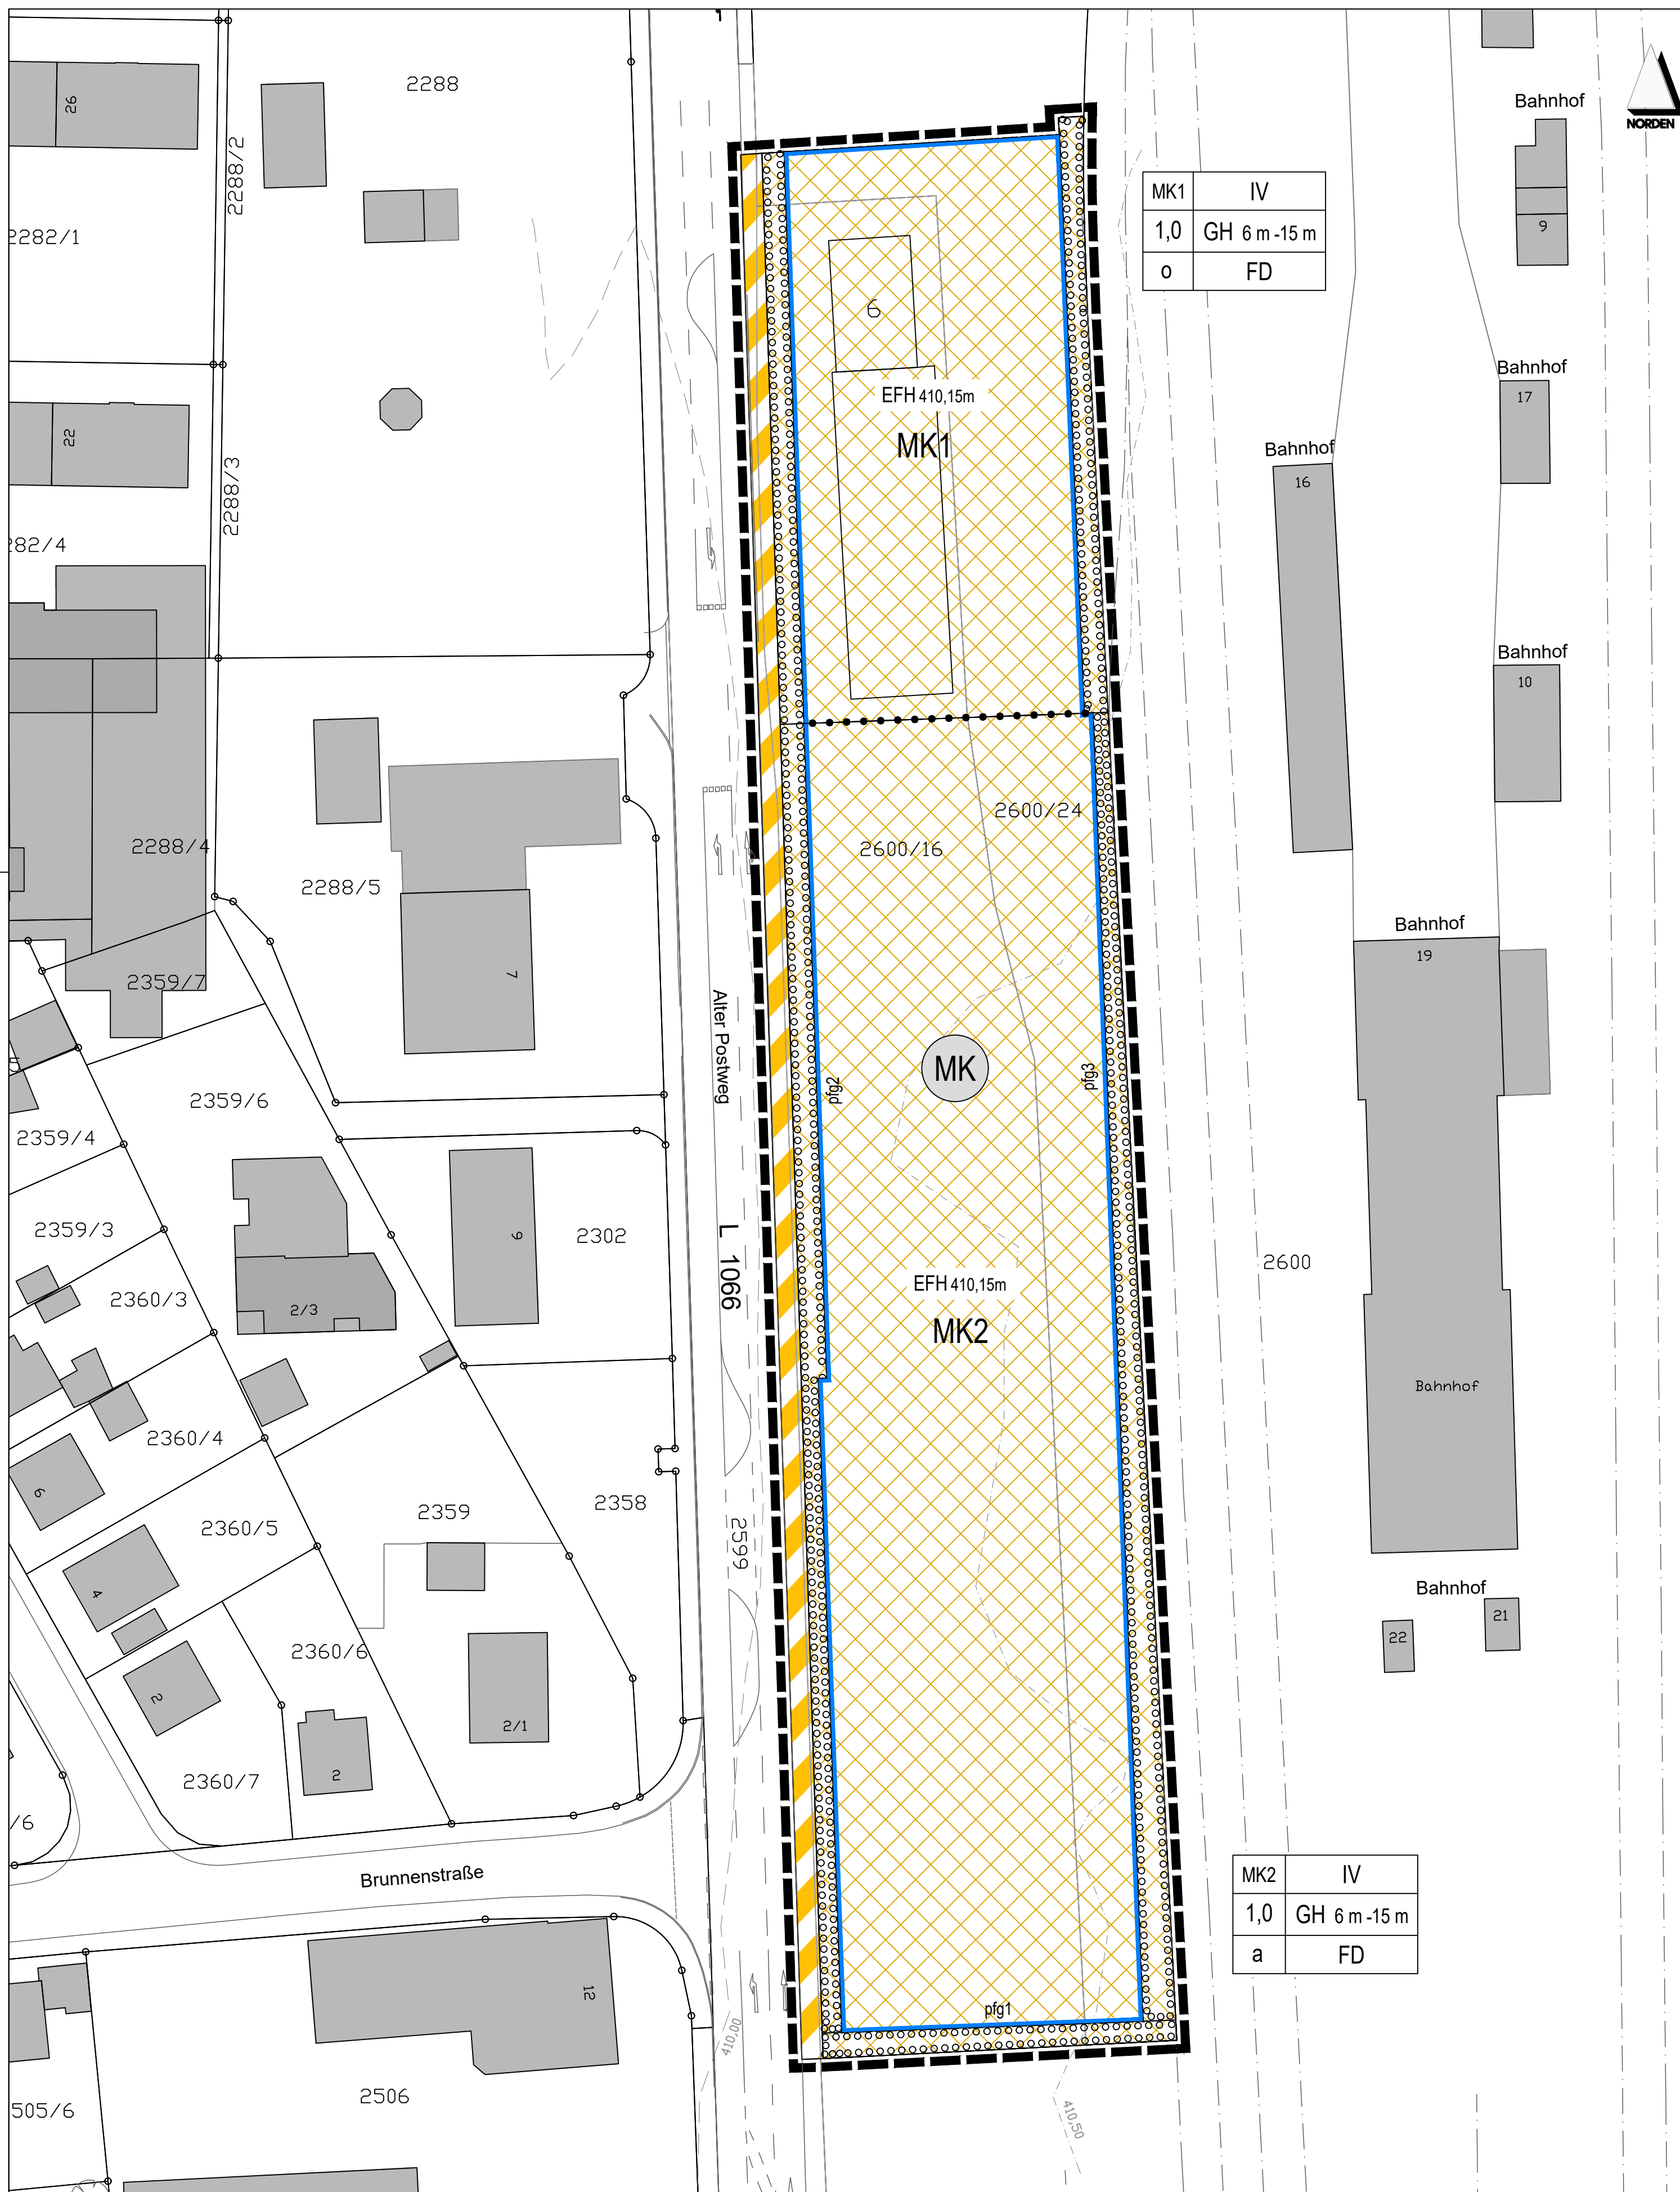 2288
26
2288/2
2282/1
Bahnhof
NORDEN
9
MK1 IV
1,0 GH 6 m -15 m
o FD
6
EFH 410,15m
MK1
22
2288/3
282/4
Bahnhof
17
Bahnhof
16
Bahnhof
10
2288/4
2288/5
2600/24
2600/16
7
2359/7
Bahnhof
19
Alter Postweg
MK
pfg2
pfg3
2359/6
2359/4
2359/3
9
2302
2360/3
2/3
L 1066
2600
EFH 410,15m
MK2
Bahnhof
2360/4
6
2359
2358
2360/5
2599
4
Bahnhof
21
22
2360/6
2
2/1
2
2360/7
/6
Brunnenstraße
MK2 IV
1,0 GH 6 m -15 m
a FD
12
pfg1
410,00
2506
505/6
410,50